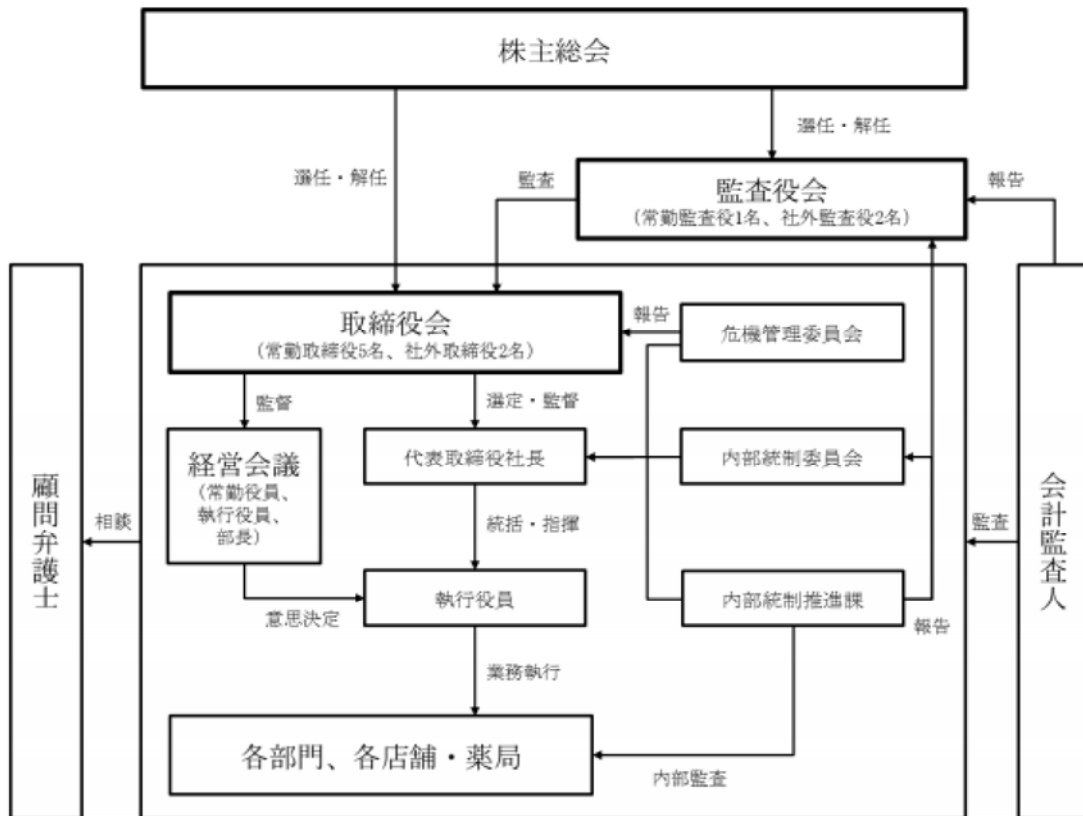 株主総会
選任・解任
選任・解任
監査
監査役会
(常勤監査役1名、社外監査役2名)
報告
取締役会
(常勤取締役5名、社外取締役2名)
報告
危機管理委員会
監督
選定・監督
経営会議
(常勤役員、
執行役員、
部長)
代表取締役社長
内部統制委員会
顧問弁護士
相談
統括・指揮
監査
会計監査人
意思決定
執行役員
内部統制推進課
報告
業務執行
各部門、各店舗・薬局
内部監査